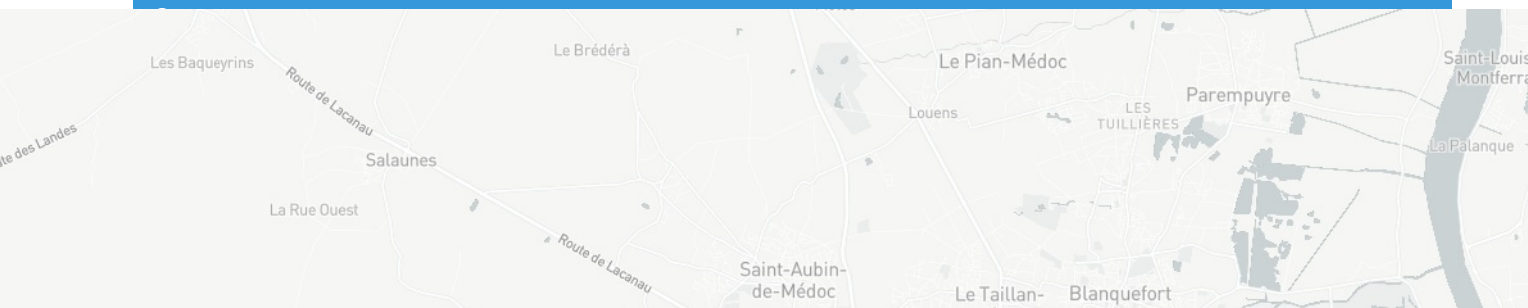 Les Baqueyrins
Le Brédérà
Le Pian-Médoc
Saint-Louis
Montferra
Route de Lacanau
Parempuyre
Louens
LES
TUILLIÈRES
te des Landes
Salaunes
La Palanque
La Rue Ouest
Route de Lacanau
Saint-Aubin-
de-Médoc
Le Taillan-
Blanquefort